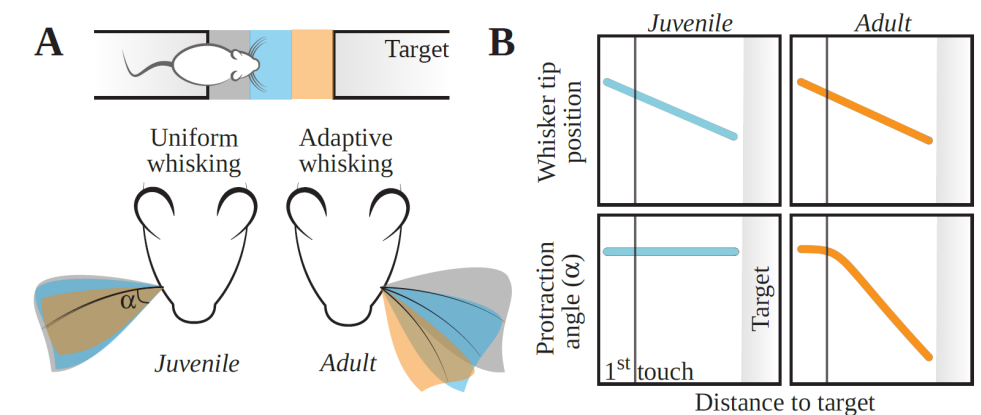 A
Target
Uniform
whisking
Adaptive
whisking
α
Juvenile
Adult
B
Juvenile
Adult
Whisker tip
position
Protraction
angle (α)
Target
1st touch
Distance to target